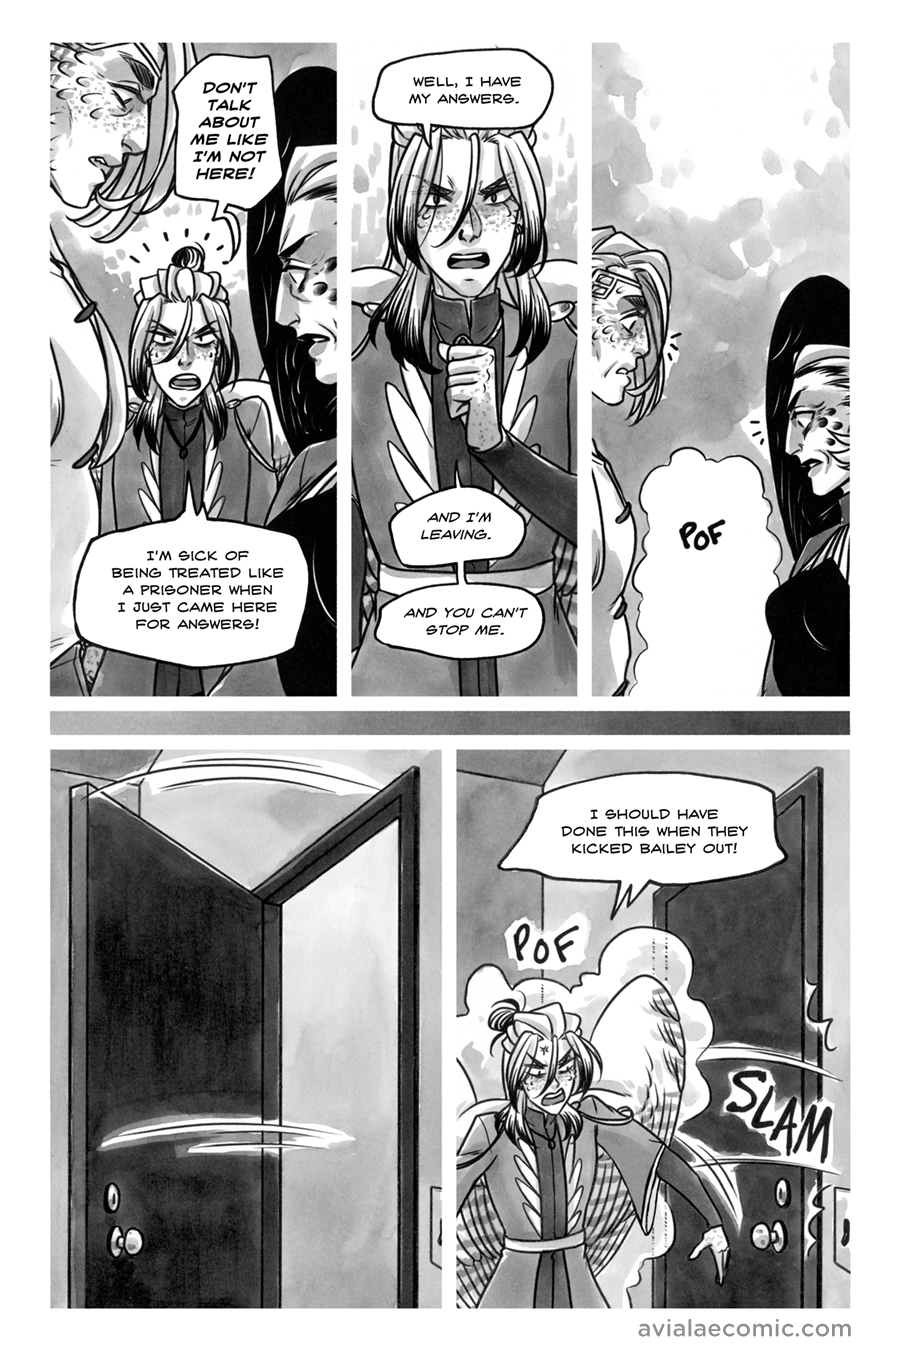 DON'T
TALK
ABOUT
ME LIKE
I'M NOT
HERE!
I'M SICK OF
BEING TREATED LIKE
A PRISONER WHEN
I JUST CAME HERE
FOR ANSWERS!
WELL, I HAVE
MY ANSWERS.
AND I'M
LEAVING.
AND YOU CAN'T
STOP ME.
POF
I SHOULD HAVE
DONE THIS WHEN THEY
KICKED BAILEY OUT!
POF
SLAM
avialaecomic.com